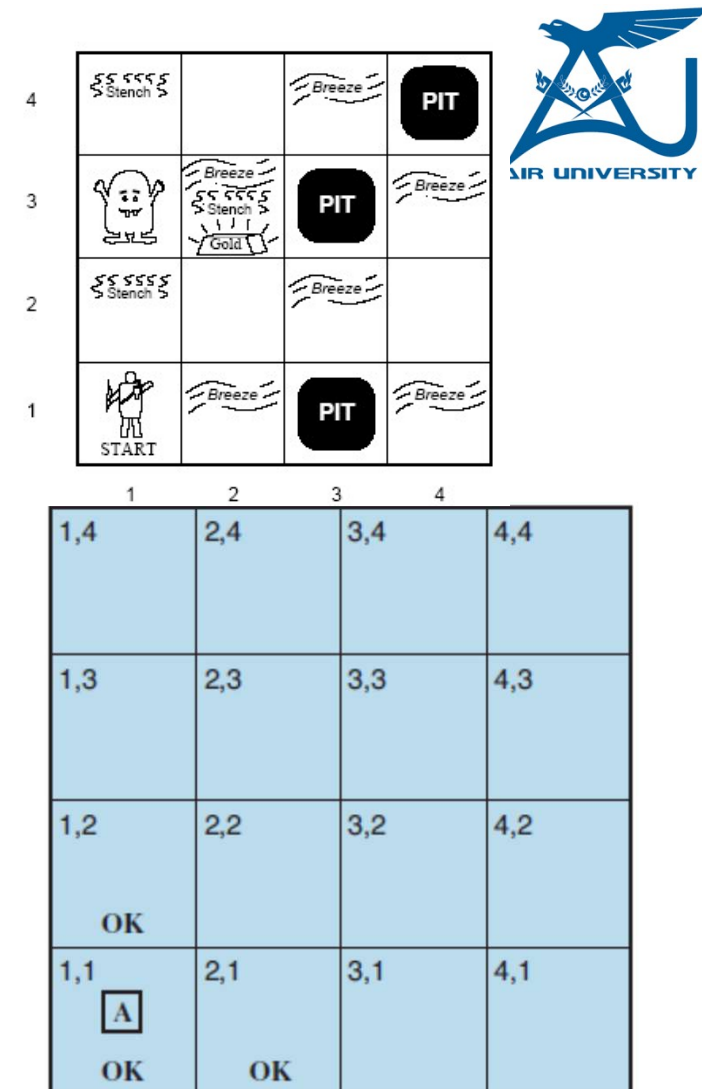 4 Stench Breeze PIT
AIR UNIVERSITY
3 Breeze Stench Gold PIT Breeze
2 Stench Breeze
1 START Breeze PIT Breeze
1 2 3 4
1,4 2,4 3,4 4,4
1,3 2,3 3,3 4,3
1,2 2,2 3,2 4,2
OK
1,1 2,1 3,1 4,1
A
OK OK